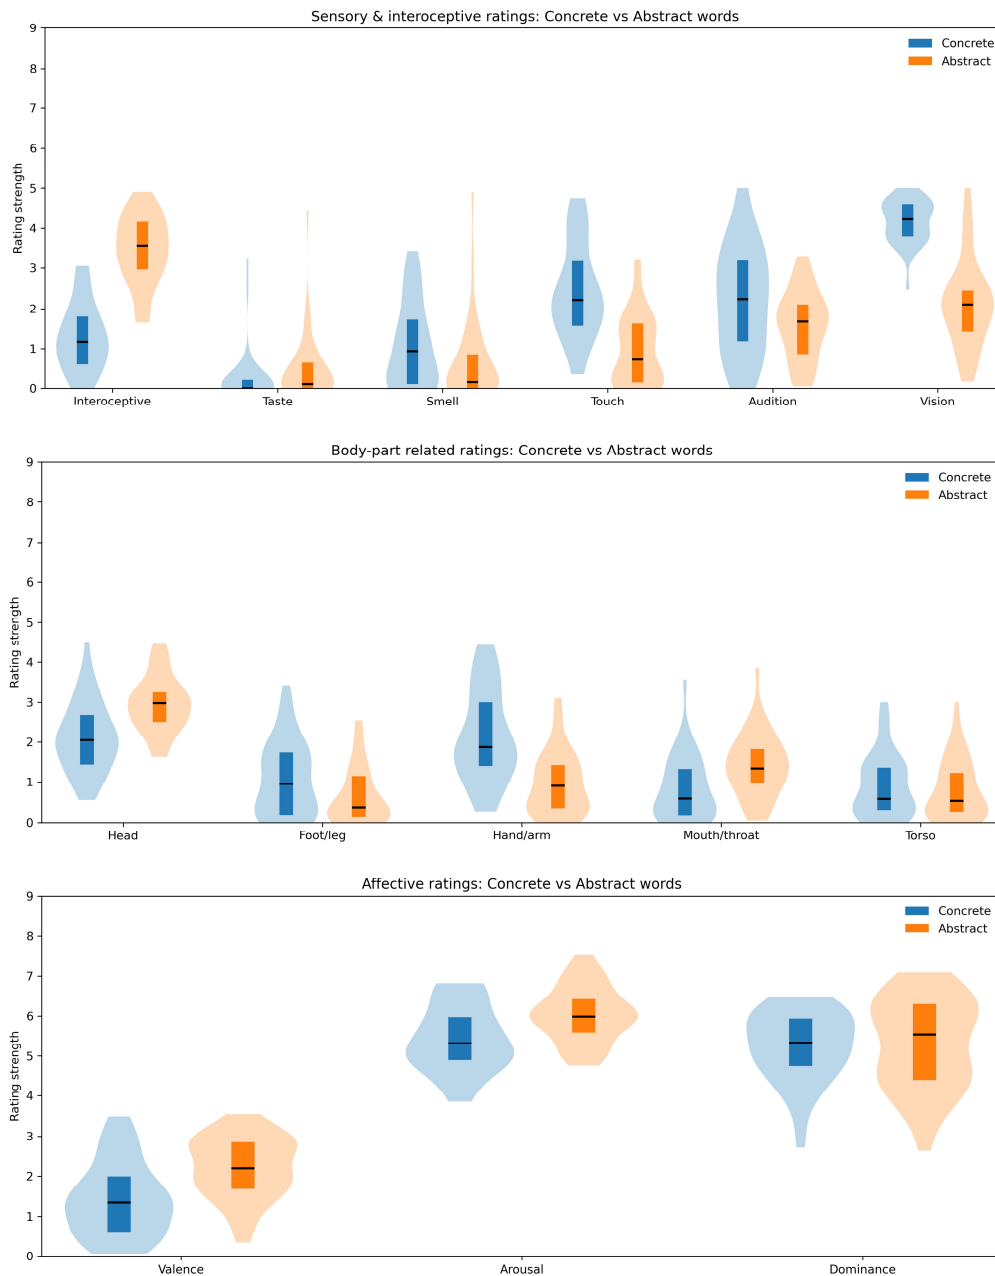 Sensory & interoceptive ratings: Concrete vs Abstract words
9
8
7
6
5
4
3
2
1
0
Rating strength
Concrete
Abstract
Interoceptive
Taste
Smell
Touch
Audition
Vision
Body-part related ratings: Concrete vs Abstract words
9
8
7
6
5
4
3
2
1
0
Rating strength
Concrete
Abstract
Head
Foot/leg
Hand/arm
Mouth/throat
Torso
Affective ratings: Concrete vs Abstract words
9
8
7
6
5
4
3
2
1
0
Rating strength
Concrete
Abstract
Valence
Arousal
Dominance